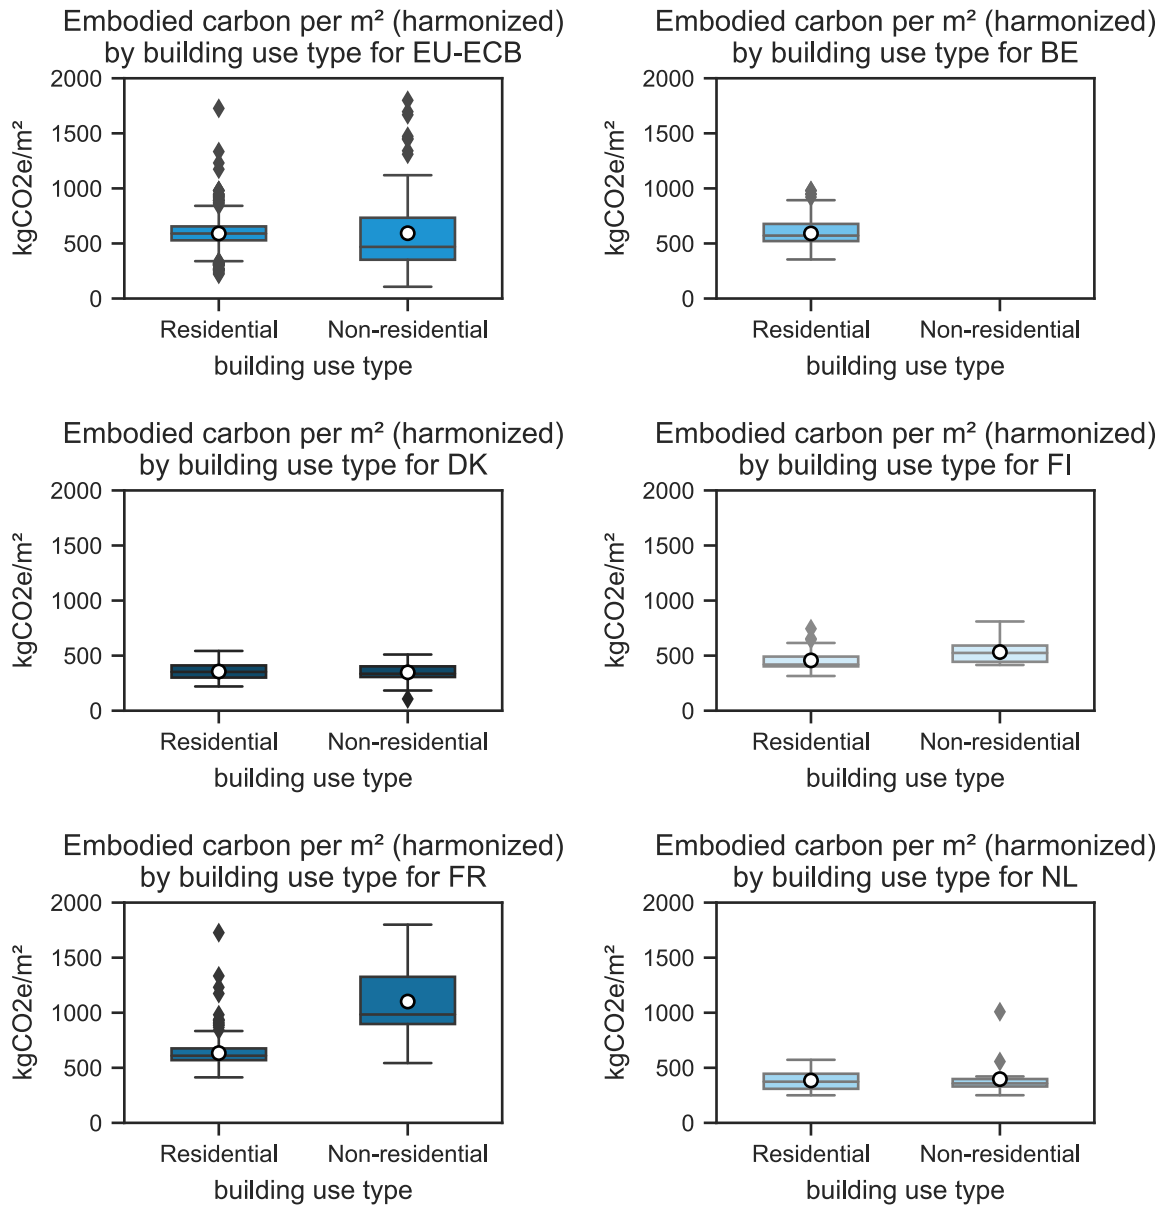 Embodied carbon per m² (harmonized)
by building use type for EU-ECB
2000
1500
1000
500
0
kgCO2e/m²
Residential
Non-residential
building use type
Embodied carbon per m² (harmonized)
by building use type for BE
2000
1500
1000
500
0
kgCO2e/m²
Residential
Non-residential
building use type
Embodied carbon per m² (harmonized)
by building use type for DK
2000
1500
1000
500
0
kgCO2e/m²
Residential
Non-residential
building use type
Embodied carbon per m² (harmonized)
by building use type for FI
2000
1500
1000
500
0
kgCO2e/m²
Residential
Non-residential
building use type
Embodied carbon per m² (harmonized)
by building use type for FR
2000
1500
1000
500
0
kgCO2e/m²
Residential
Non-residential
building use type
Embodied carbon per m² (harmonized)
by building use type for NL
2000
1500
1000
500
0
kgCO2e/m²
Residential
Non-residential
building use type